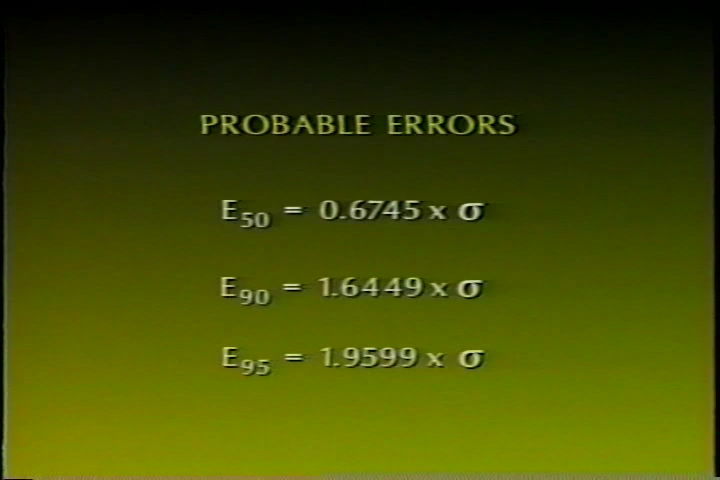 PROBABLE ERRORS
E₅₀ = 0.6745 x σ
E₉₀ = 1.6449 x σ
E₉₅ = 1.9599 x σ